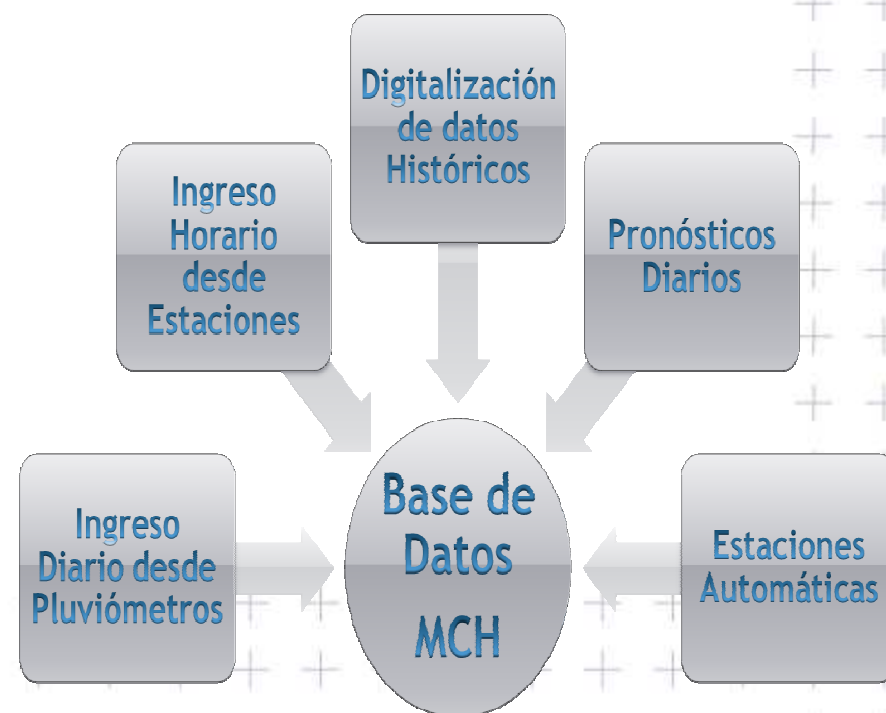 Digitalización
de datos
Históricos
Ingreso
Horario
desde
Estaciones
Pronósticos
Diarios
Ingreso
Diario desde
Pluviómetros
Base de
Datos
MCH
Estaciones
Automáticas